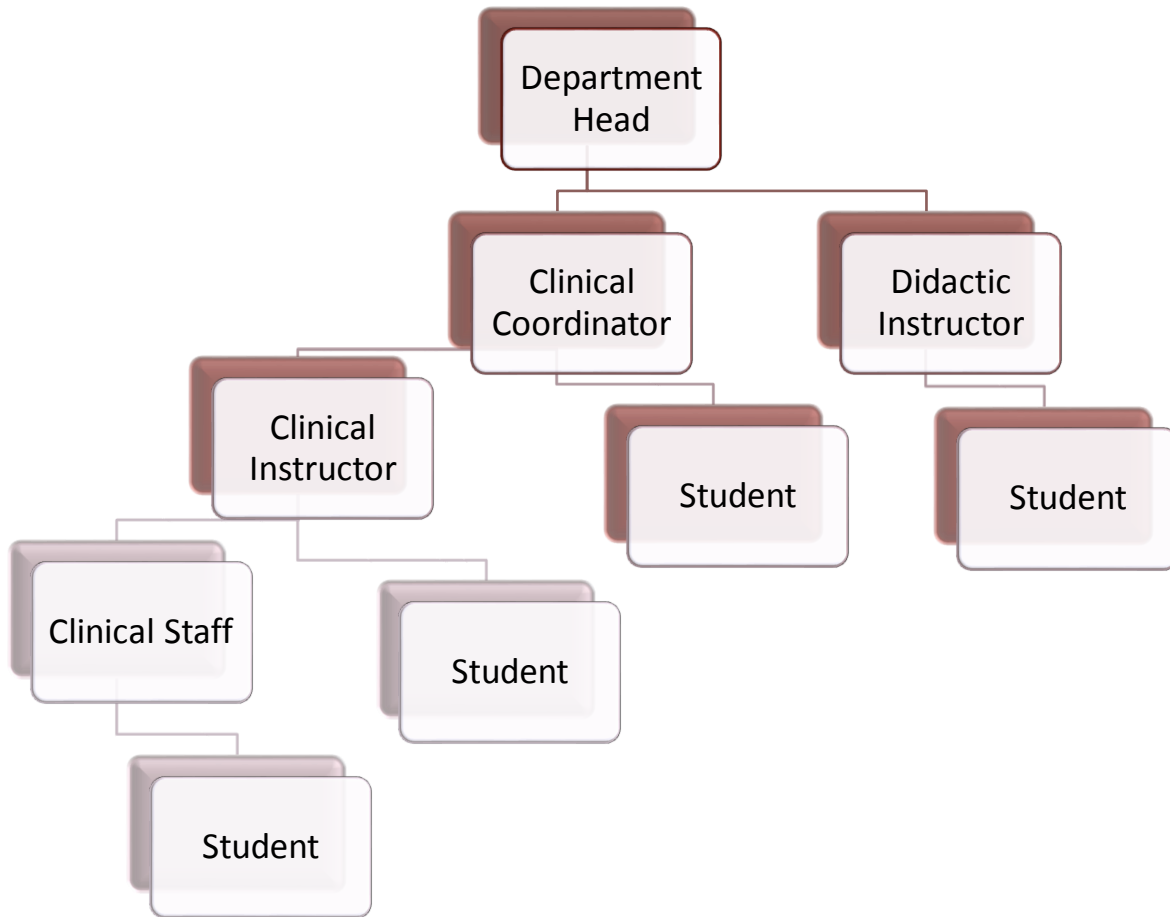 Department
Head
Clinical
Coordinator
Didactic
Instructor
Clinical
Instructor
Student
Student
Clinical Staff
Student
Student